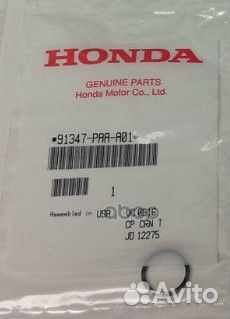 HONDA
GENUINE PARTS
Honda Motor Co., Ltd.
*91347-PAA-A01*
1
Assembled in USA
CP CRN T
JD 12275
Avito